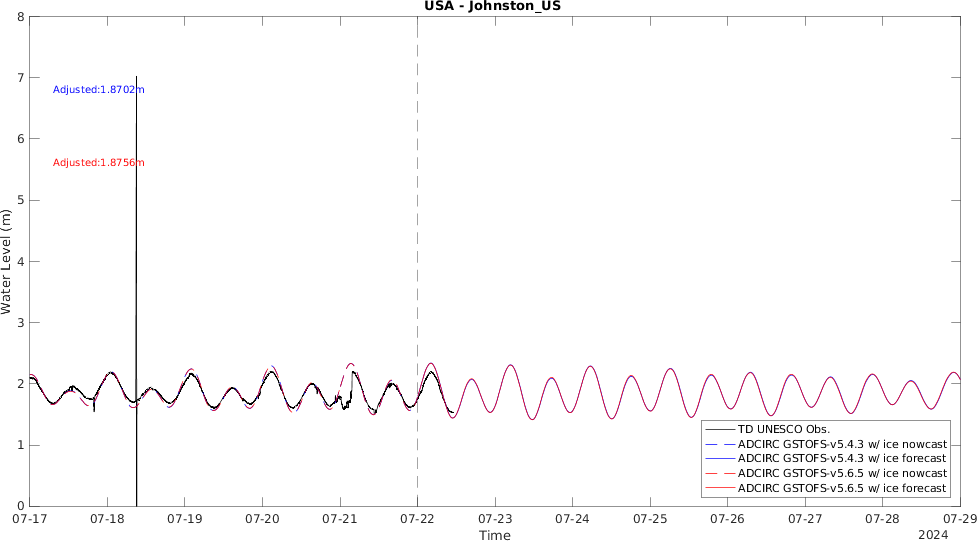 USA - Johnston_US
8
7
6
5
4
3
2
1
0
Water Level (m)
Adjusted:1.8702m
Adjusted:1.8756m
TD UNESCO Obs.
ADCIRC GSTOFS-v5.4.3 w/ ice nowcast
ADCIRC GSTOFS-v5.4.3 w/ ice forecast
ADCIRC GSTOFS-v5.6.5 w/ ice nowcast
ADCIRC GSTOFS-v5.6.5 w/ ice forecast
07-17 07-18 07-19 07-20 07-21 07-22 07-23 07-24 07-25 07-26 07-27 07-28 07-29
Time
2024